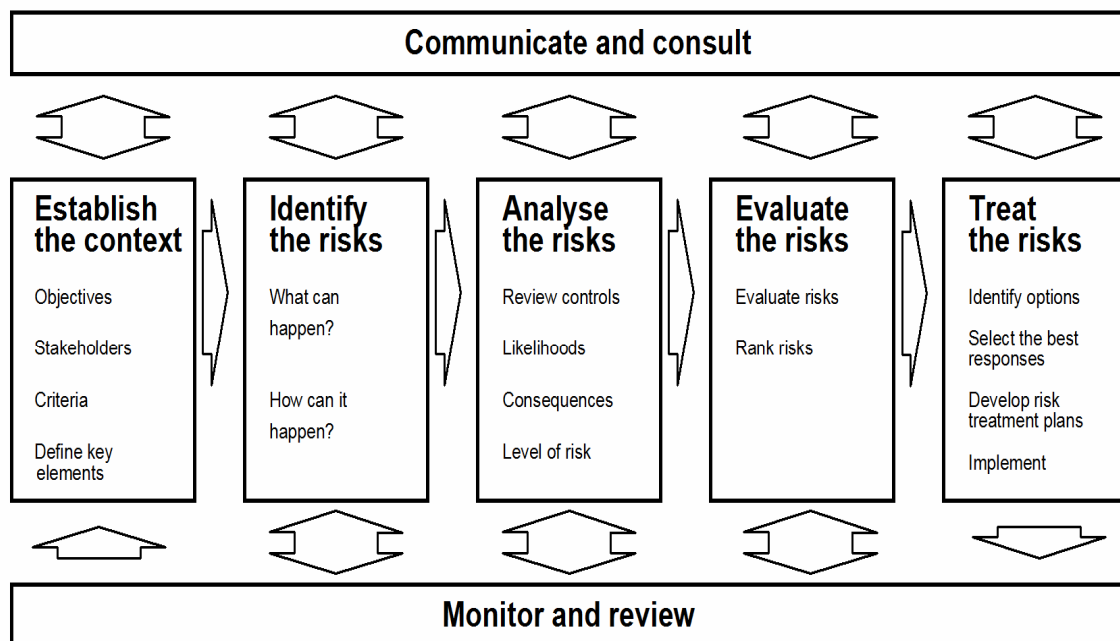 Communicate and consult
Establish
the context
Objectives
Stakeholders
Criteria
Define key
elements
Identify
the risks
What can
happen?
How can it
happen?
Analyse
the risks
Review controls
Likelihoods
Consequences
Level of risk
Evaluate
the risks
Evaluate risks
Rank risks
Treat
the risks
Identify options
Select the best
responses
Develop risk
treatment plans
Implement
Monitor and review